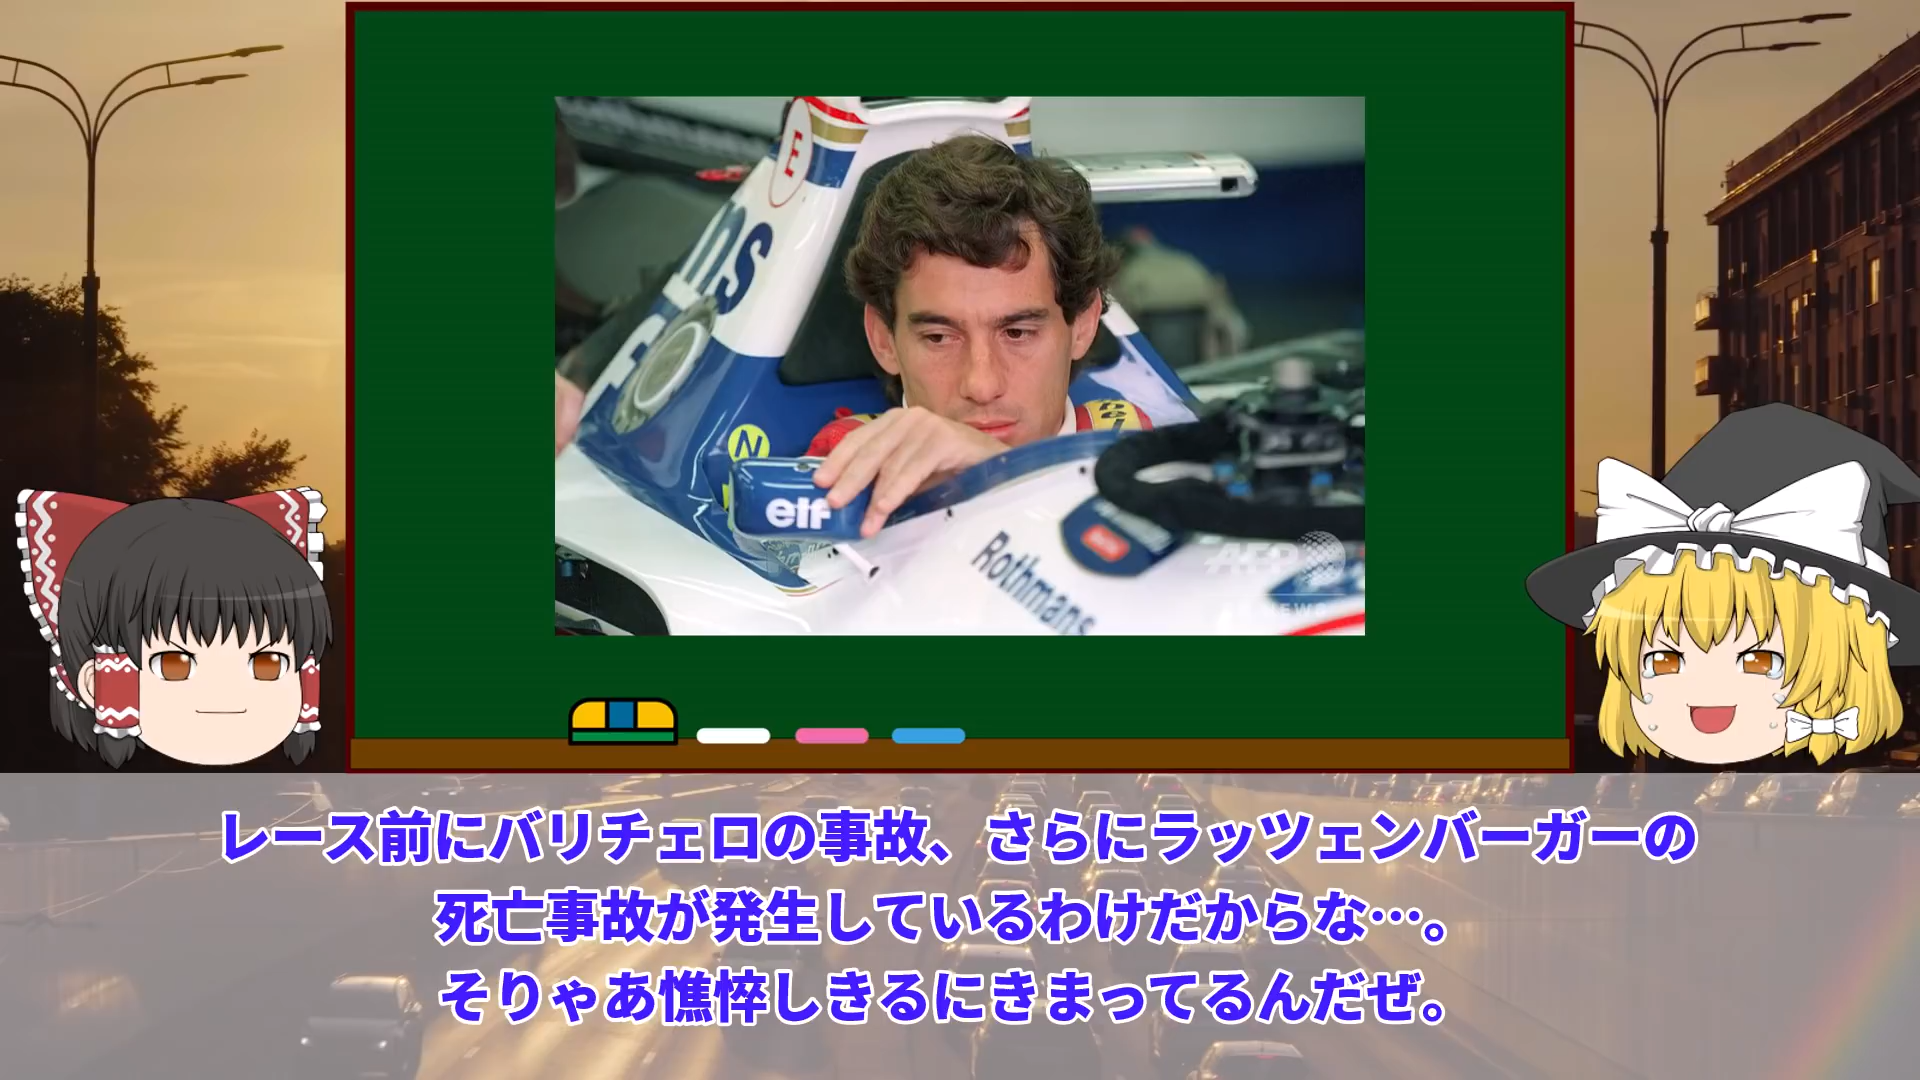 E
ms
N
elf
Rothmans
AFP
NEWS
レース前にバリチェロの事故、さらにラッツェンバーガーの
死亡事故が発生しているわけだからな…。
そりゃあ憔悴しきるにきまってるんだぜ。